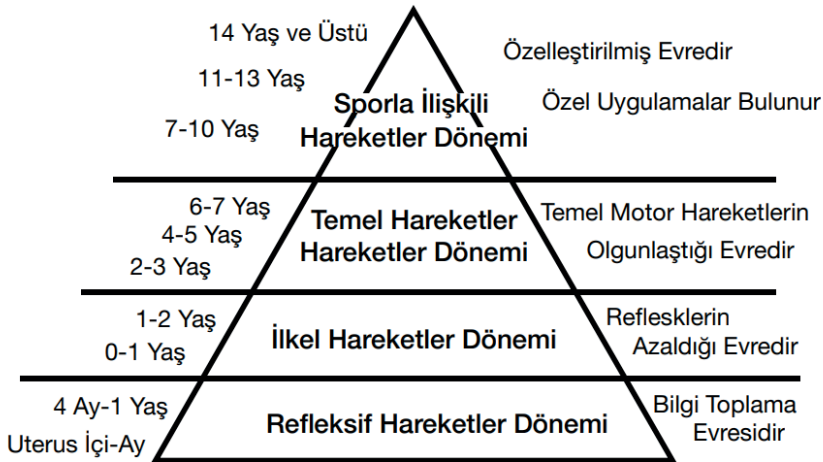 14 Yaş ve Üstü
11-13 Yaş
7-10 Yaş
Sporla İlişkili
Hareketler Dönemi
Özelleştirilmiş Evredir
Özel Uygulamalar Bulunur
6-7 Yaş
4-5 Yaş
2-3 Yaş
Temel Hareketler
Hareketler Dönemi
Temel Motor Hareketlerin
Olgunlaştığı Evredir
1-2 Yaş
0-1 Yaş
İlkel Hareketler Dönemi
Reflesklerin
Azaldığı Evredir
4 Ay-1 Yaş
Uterus İçi-Ay
Refleksif Hareketler Dönemi
Bilgi Toplama
Evresidir